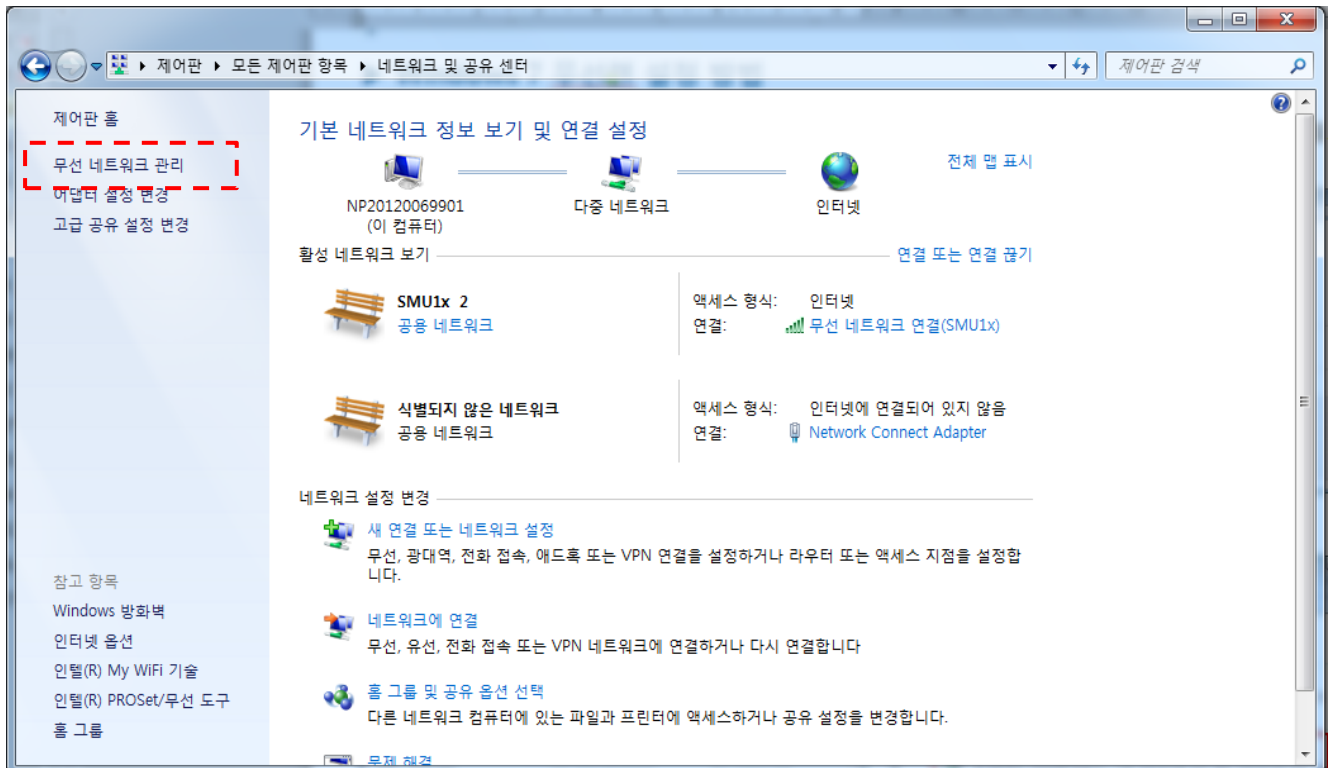 제어판 ▸ 모든 제어판 항목 ▸ 네트워크 및 공유 센터
제어판 검색
제어판 홈
무선 네트워크 관리
어댑터 설정 변경
고급 공유 설정 변경
기본 네트워크 정보 보기 및 연결 설정
전체 맵 표시
NP20120069901
(이 컴퓨터)
다중 네트워크
인터넷
활성 네트워크 보기
연결 또는 연결 끊기
SMU1x 2
공용 네트워크
액세스 형식: 인터넷
연결: 무선 네트워크 연결(SMU1x)
식별되지 않은 네트워크
공용 네트워크
액세스 형식: 인터넷에 연결되어 있지 않음
연결: Network Connect Adapter
네트워크 설정 변경
새 연결 또는 네트워크 설정
무선, 광대역, 전화 접속, 애드혹 또는 VPN 연결을 설정하거나 라우터 또는 액세스 지점을 설정합
니다.
네트워크에 연결
무선, 유선, 전화 접속 또는 VPN 네트워크에 연결하거나 다시 연결합니다
홈 그룹 및 공유 옵션 선택
다른 네트워크 컴퓨터에 있는 파일과 프린터에 액세스하거나 공유 설정을 변경합니다.
문제 해결
참고 항목
Windows 방화벽
인터넷 옵션
인텔(R) My WiFi 기술
인텔(R) PROSet/무선 도구
홈 그룹